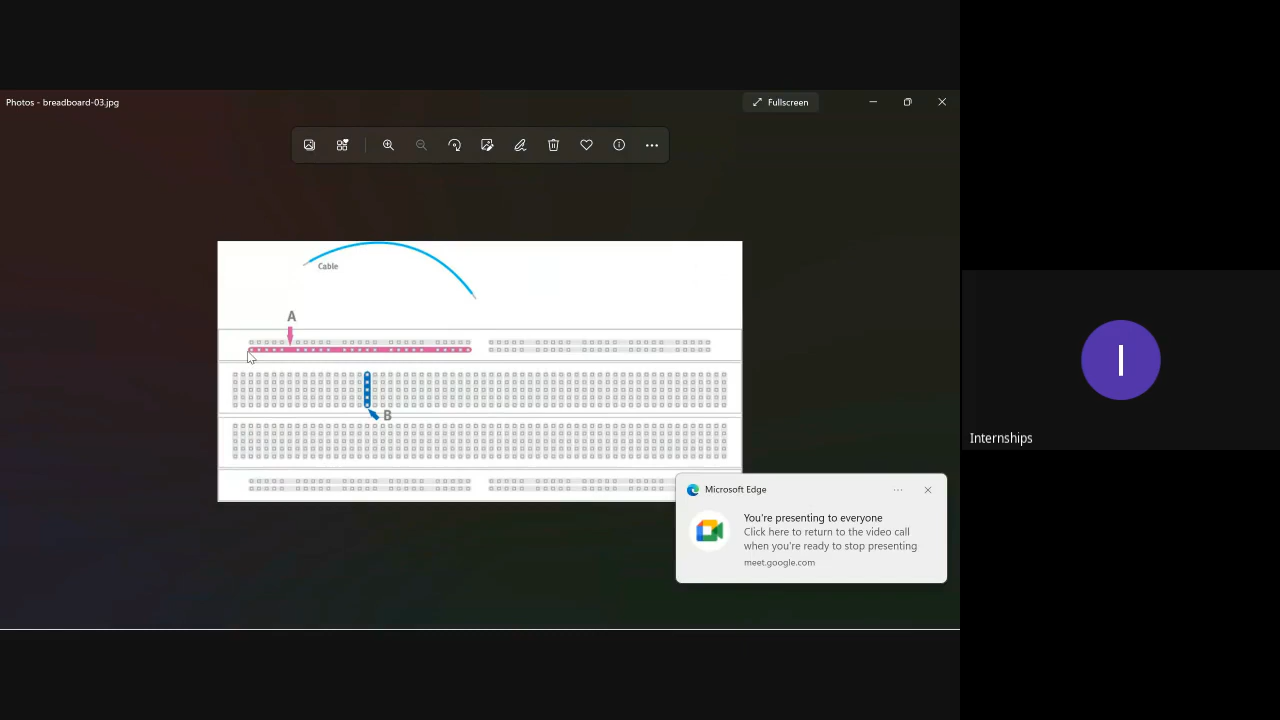 Photos - breadboard-03.jpg
Fullscreen
Cable
A
B
Microsoft Edge
You're presenting to everyone
Click here to return to the video call
when you're ready to stop presenting
meet.google.com
I
Internships